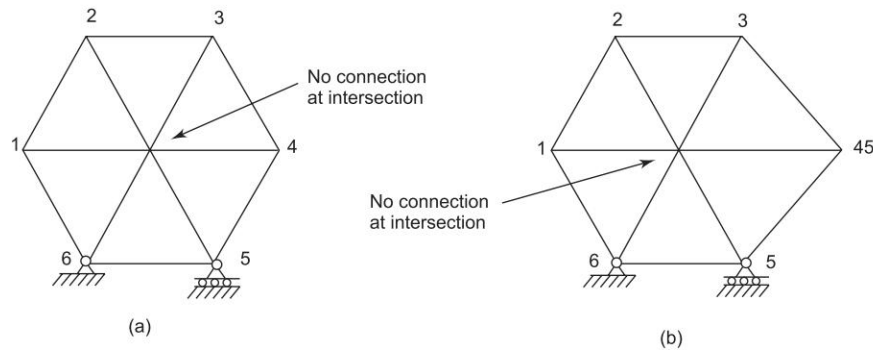 2 3
No connection
at intersection
1 4
6 5
(a)
2 3
1 45
No connection
at intersection
6 5
(b)